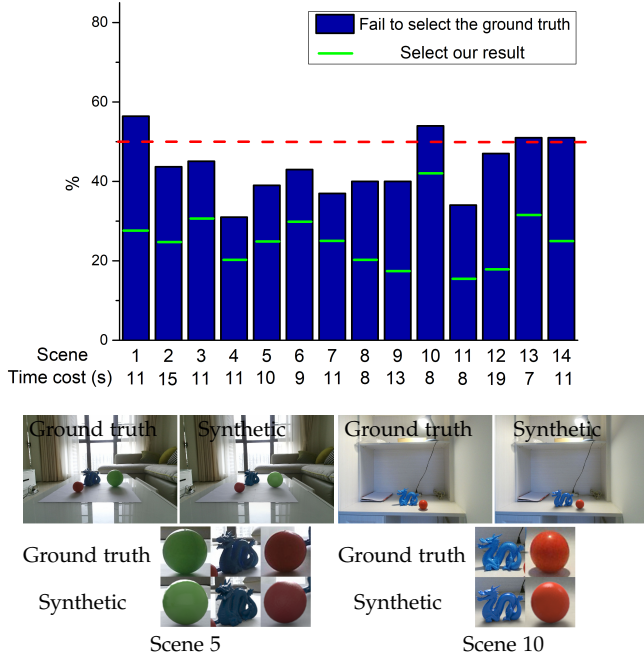 80
60
40
20
0
%
Fail to select the ground truth
Select our result
Scene 1 2 3 4 5 6 7 8 9 10 11 12 13 14
Time cost (s) 11 15 11 11 10 9 11 8 13 8 8 19 7 11
Ground truth Synthetic Ground truth Synthetic
Ground truth Ground truth
Synthetic Synthetic
Scene 5 Scene 10